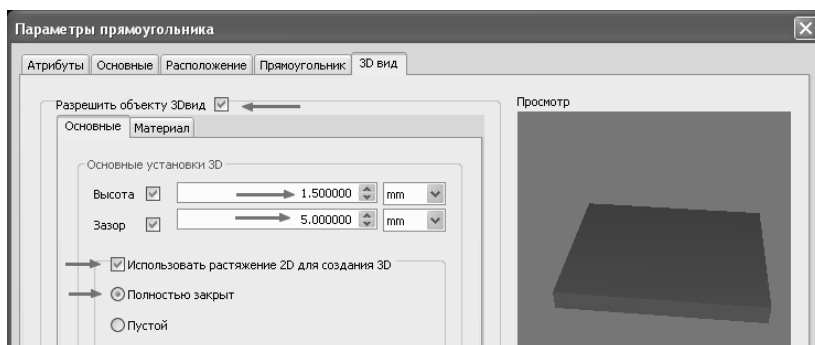 Параметры прямоугольника
Атрибуты Основные Расположение Прямоугольник 3D вид
Разрешить объекту 3Dвид
Просмотр
Основные Материал
Основные установки 3D
Высота 1.500000 mm
Зазор 5.000000 mm
Использовать растяжение 2D для создания 3D
Полностью закрыт
Пустой